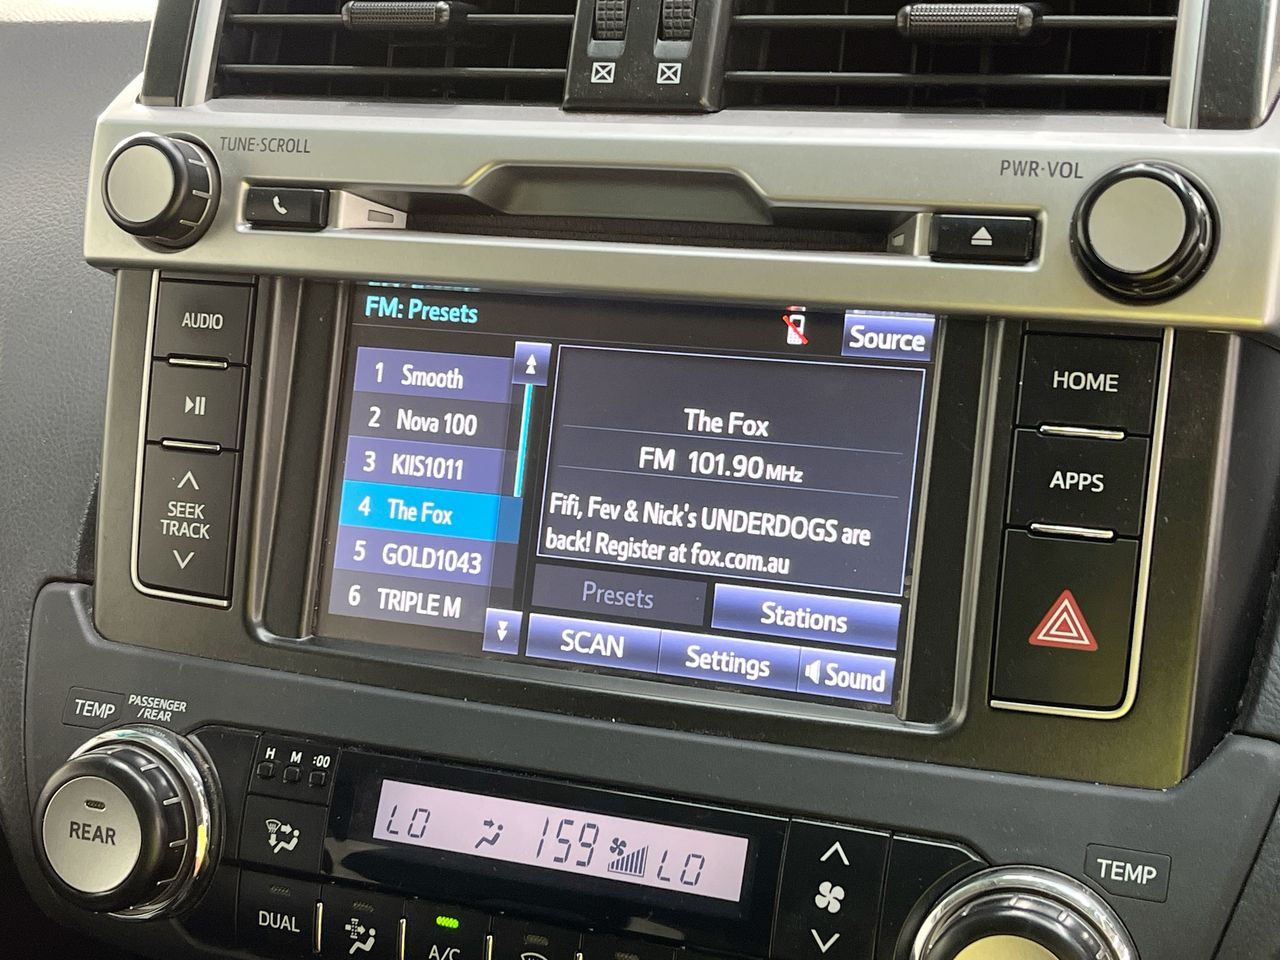 TUNE·SCROLL
PWR·VOL
FM: Presets
Source
AUDIO
SEEK
TRACK
1 Smooth
2 Nova 100
3 KIIS1011
4 The Fox
5 GOLD1043
6 TRIPLE M
The Fox
FM 101.90 MHz
Fifi, Fev & Nick's UNDERDOGS are
back! Register at fox.com.au
Presets
Stations
SCAN
Settings
Sound
HOME
APPS
TEMP
PASSENGER
/REAR
H M :00
REAR
LO 159 LO
TEMP
DUAL
A/C